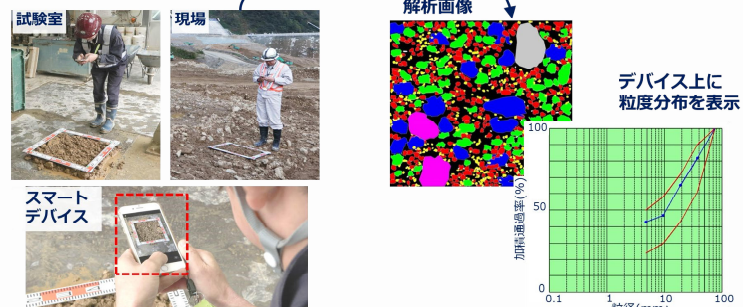 試験室
現場
解析画像
デバイス上に
粒度分布を表示
スマート
デバイス
加積通過率(%)
100
50
0
0.1
1
10
100